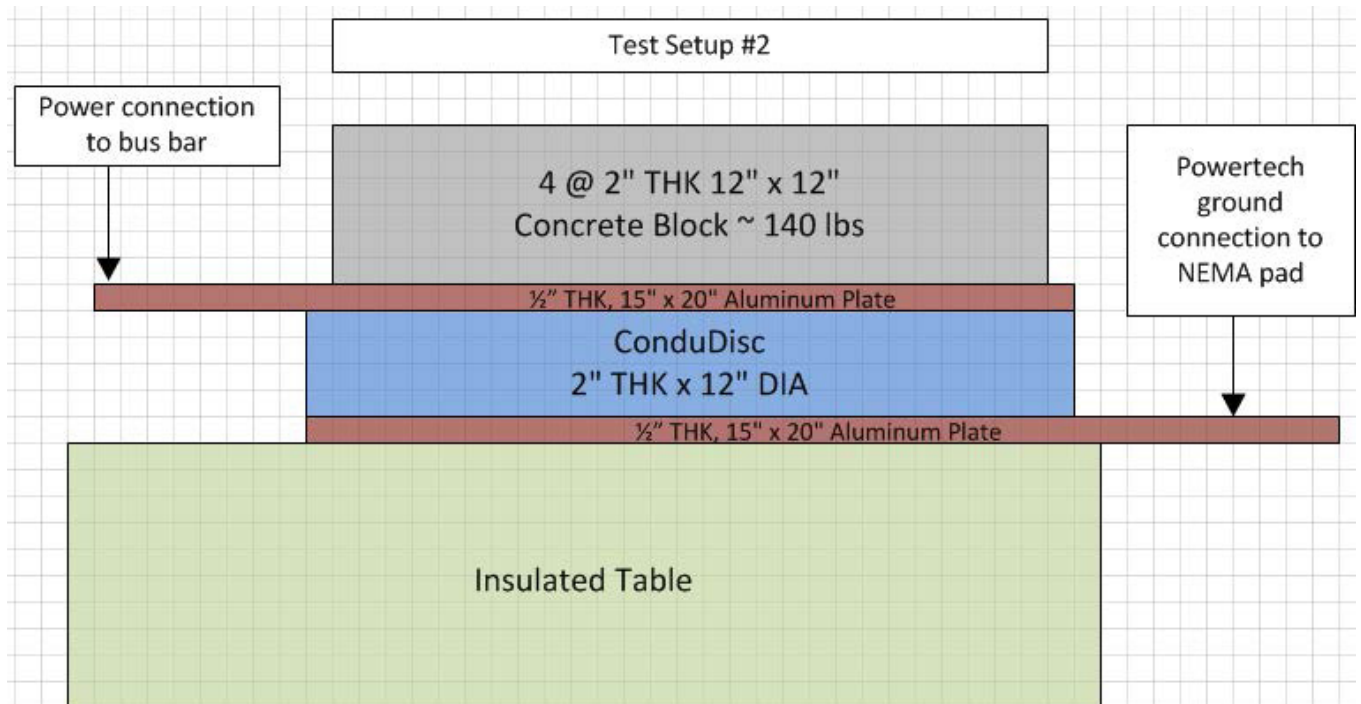 Test Setup #2
Power connection
to bus bar
4 @ 2" THK 12" x 12"
Concrete Block ~ 140 lbs
Powertech
ground
connection to
NEMA pad
½” THK, 15" x 20" Aluminum Plate
ConduDisc
2" THK x 12" DIA
½” THK, 15" x 20" Aluminum Plate
Insulated Table